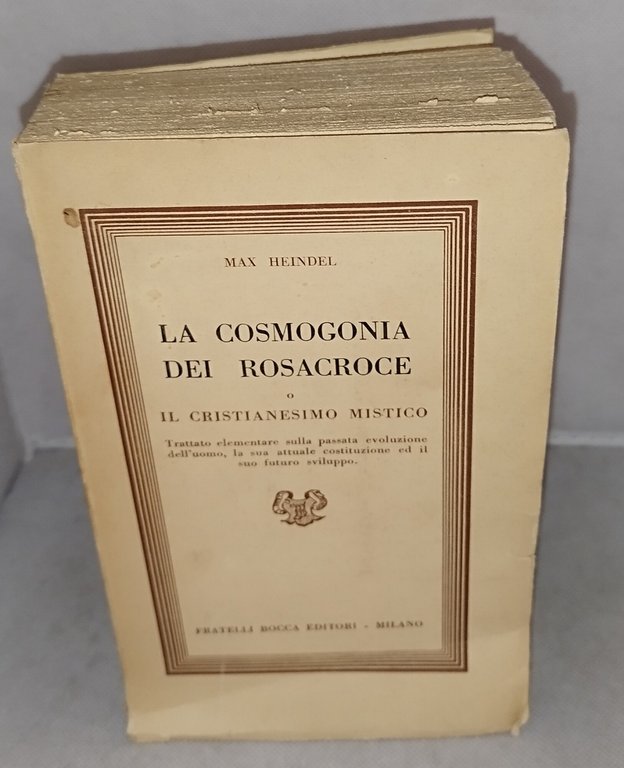 MAX HEINDEL
LA COSMOGONIA
DEI ROSACROCE
o
IL CRISTIANESIMO MISTICO
Trattato elementare sulla passata evoluzione
dell'uomo, la sua attuale costituzione ed il
suo futuro sviluppo.
FRATELLI BOCCA EDITORI - MILANO